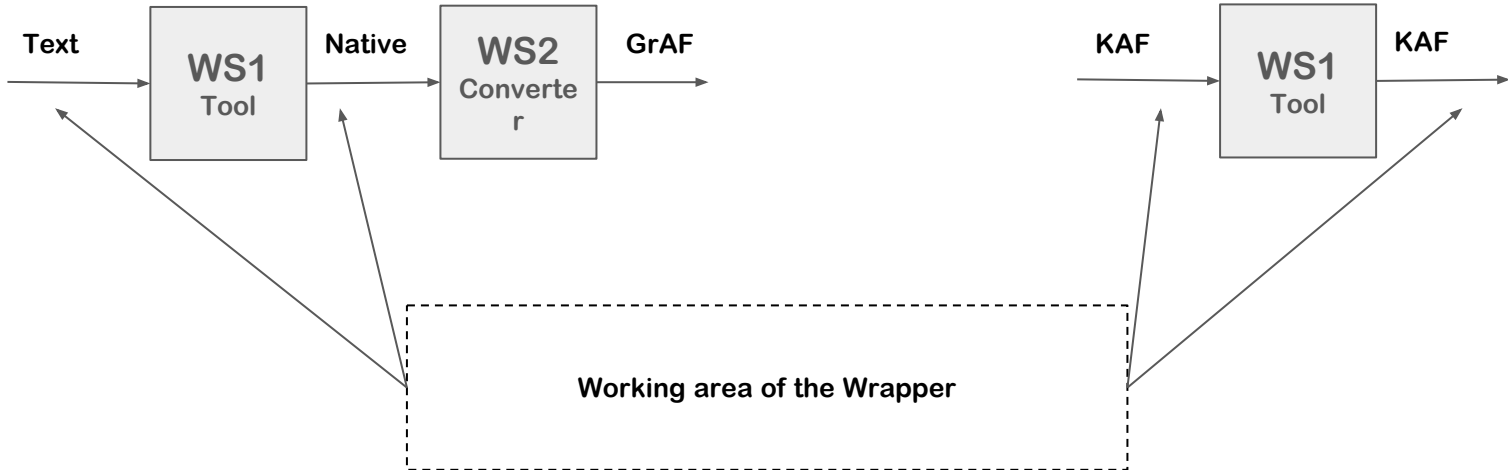 Text
WS1
Tool
Native
WS2
Converte
r
GrAF
KAF
WS1
Tool
KAF
Working area of the Wrapper